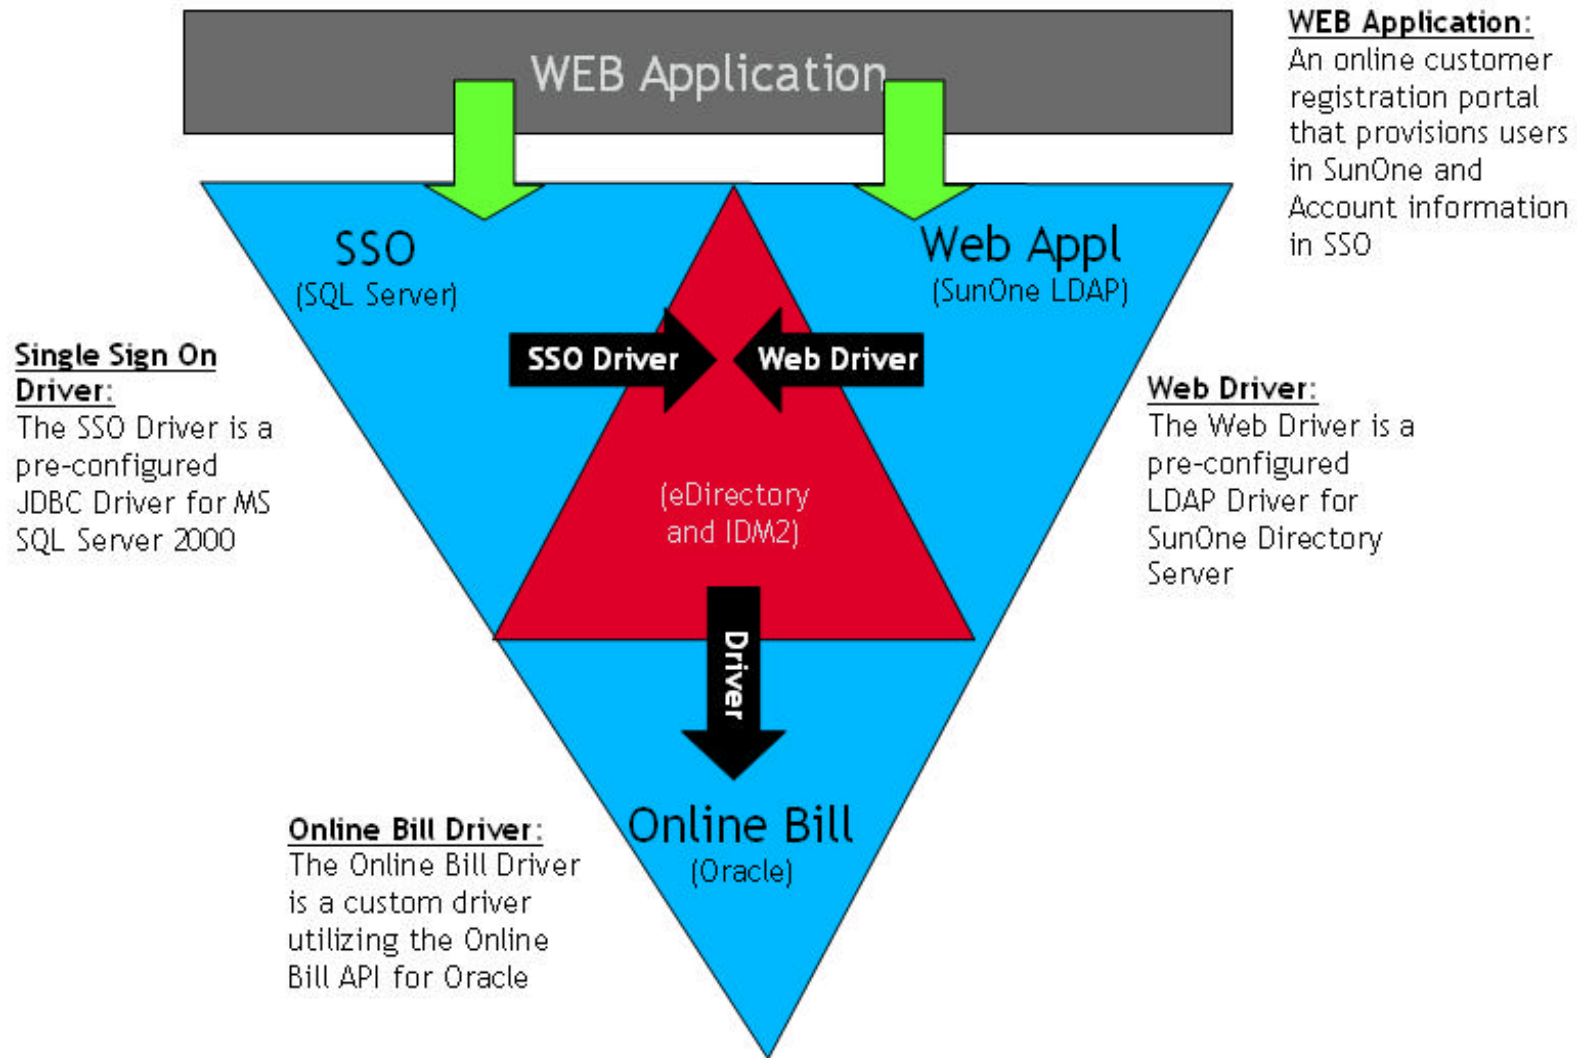 WEB Application
WEB Application:
An online customer
registration portal
that provisions users
in SunOne and
Account information
in SSO
SSO
(SQL Server)
Web Appl
(SunOne LDAP)
SSO Driver
Web Driver
Single Sign On
Driver:
The SSO Driver is a
pre-configured
JDBC Driver for MS
SQL Server 2000
Web Driver:
The Web Driver is a
pre-configured
LDAP Driver for
SunOne Directory
Server
(eDirectory
and IDM2)
Driver
Online Bill
(Oracle)
Online Bill Driver:
The Online Bill Driver
is a custom driver
utilizing the Online
Bill API for Oracle